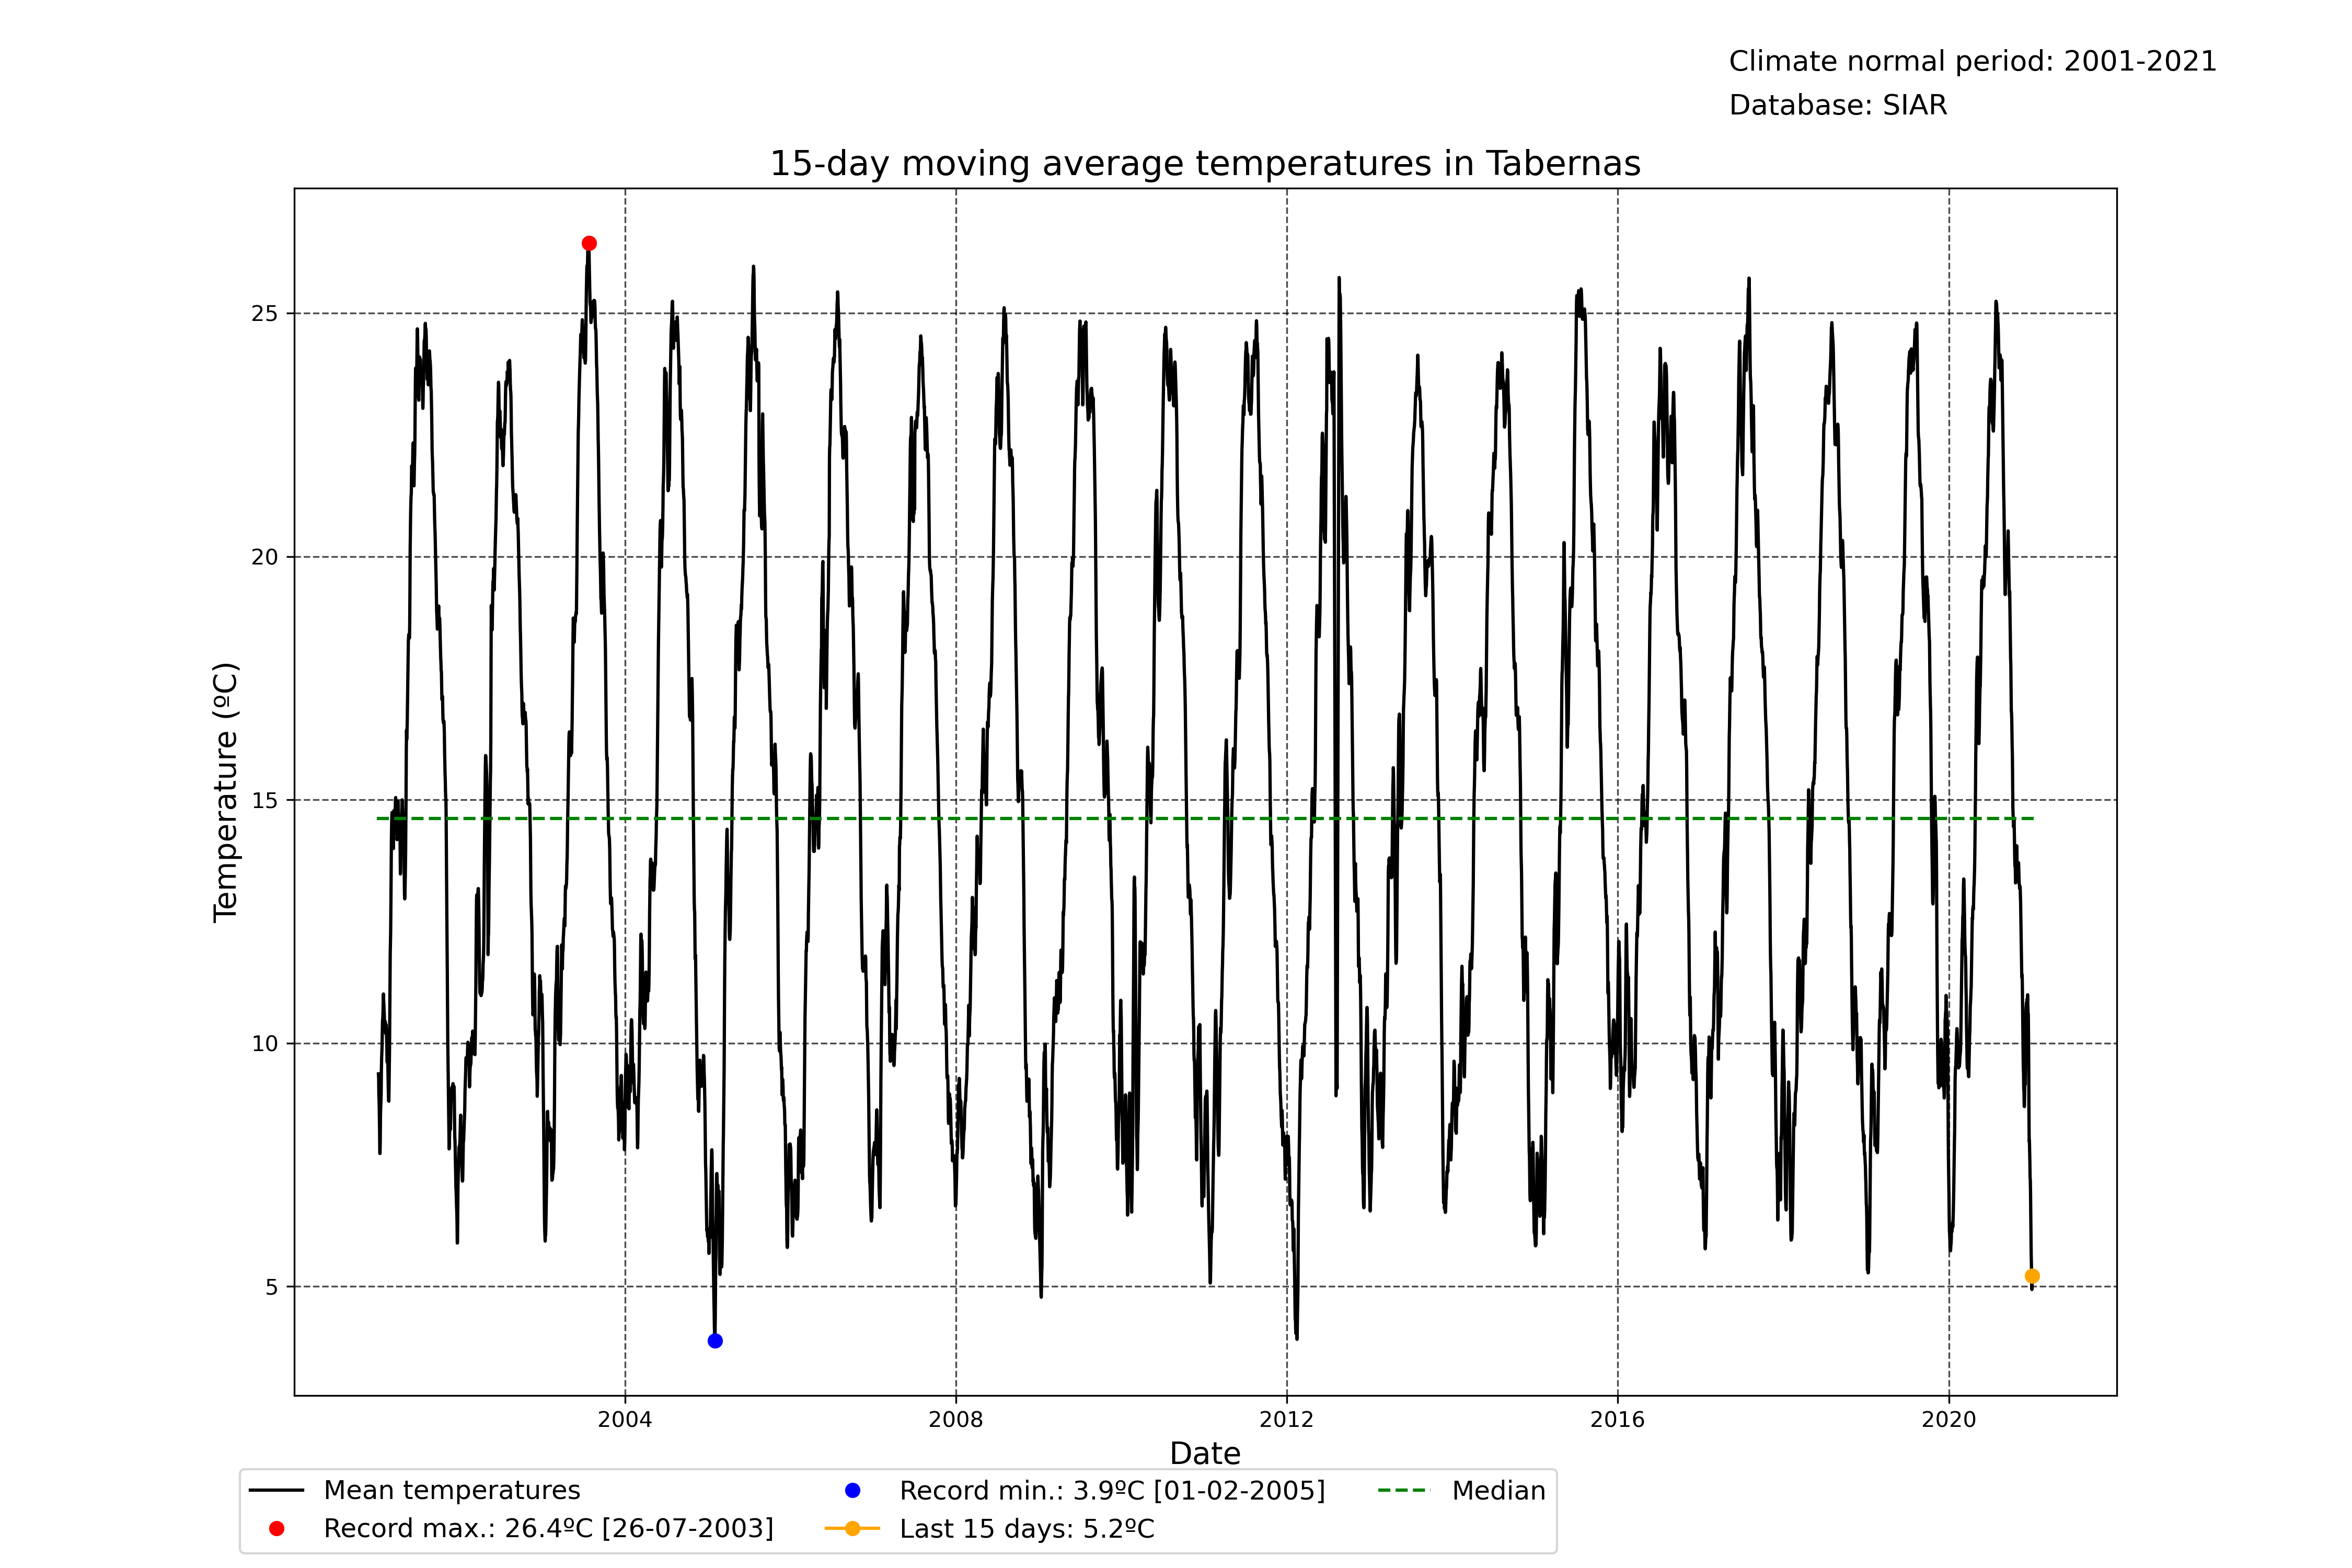 Climate normal period: 2001-2021
Database: SIAR
15-day moving average temperatures in Tabernas
25
20
15
10
5
Temperature (ºC)
2004
2008
2012
2016
2020
Date
Mean temperatures
Record max.: 26.4ºC [26-07-2003]
Record min.: 3.9ºC [01-02-2005]
Last 15 days: 5.2ºC
Median